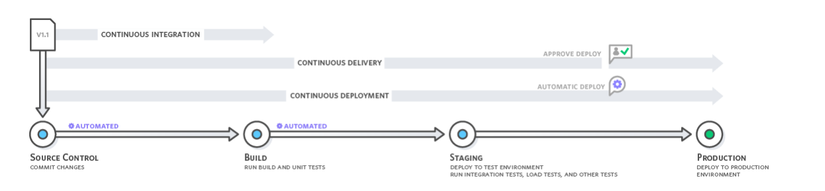 V1.1
CONTINUOUS INTEGRATION
APPROVE DEPLOY
CONTINUOUS DELIVERY
AUTOMATIC DEPLOY
CONTINUOUS DEPLOYMENT
AUTOMATED
AUTOMATED
SOURCE CONTROL
COMMIT CHANGES
BUILD
RUN BUILD AND UNIT TESTS
STAGING
DEPLOY TO TEST ENVIRONMENT
RUN INTEGRATION TESTS, LOAD TESTS, AND OTHER TESTS
PRODUCTION
DEPLOY TO PRODUCTION
ENVIRONMENT